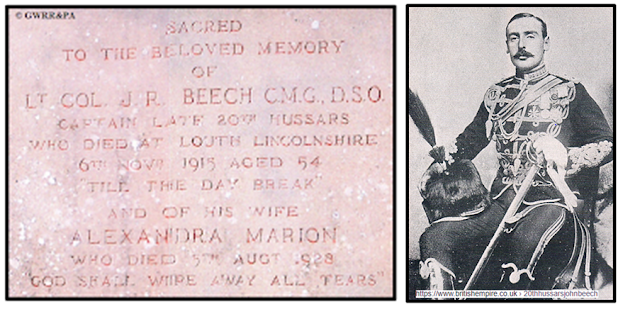 © GWRR&PA
SACRED
TO THE BELOVED MEMORY
OF
LT COL. J. R. BEECH C.M.G., D.S.O.
CAPTAIN LATE 20TH HUSSARS
WHO DIED AT LOUTH LINCOLNSHIRE
6TH NOVR 1915 AGED 54
"TILL THE DAY BREAK"
AND OF HIS WIFE
ALEXANDRA MARION
WHO DIED 5TH AUGT 1928
"GOD SHALL WIPE AWAY ALL TEARS"
https://www.britishempire.co.uk › 20thhussarsjohnbeech